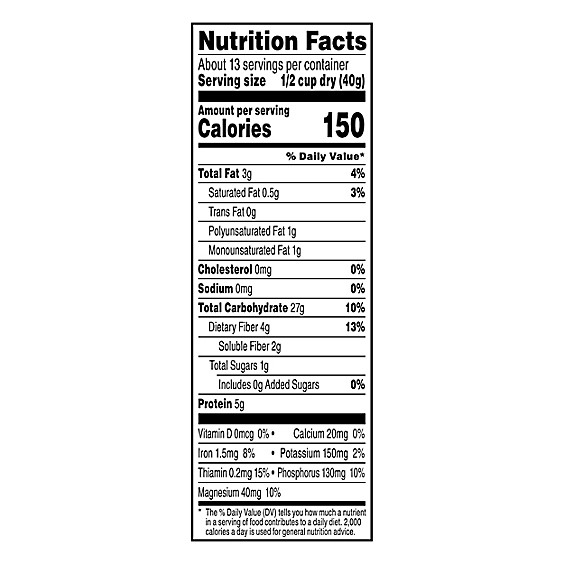 Nutrition Facts
About 13 servings per container
Serving size 1/2 cup dry (40g)
Amount per serving
Calories 150
% Daily Value*
Total Fat 3g 4%
Saturated Fat 0.5g 3%
Trans Fat 0g
Polyunsaturated Fat 1g
Monounsaturated Fat 1g
Cholesterol 0mg 0%
Sodium 0mg 0%
Total Carbohydrate 27g 10%
Dietary Fiber 4g 13%
Soluble Fiber 2g
Total Sugars 1g
Includes 0g Added Sugars 0%
Protein 5g
Vitamin D 0mcg 0% • Calcium 20mg 0%
Iron 1.5mg 8% • Potassium 150mg 2%
Thiamin 0.2mg 15% • Phosphorus 130mg 10%
Magnesium 40mg 10%
* The % Daily Value (DV) tells you how much a nutrient
in a serving of food contributes to a daily diet. 2,000
calories a day is used for general nutrition advice.